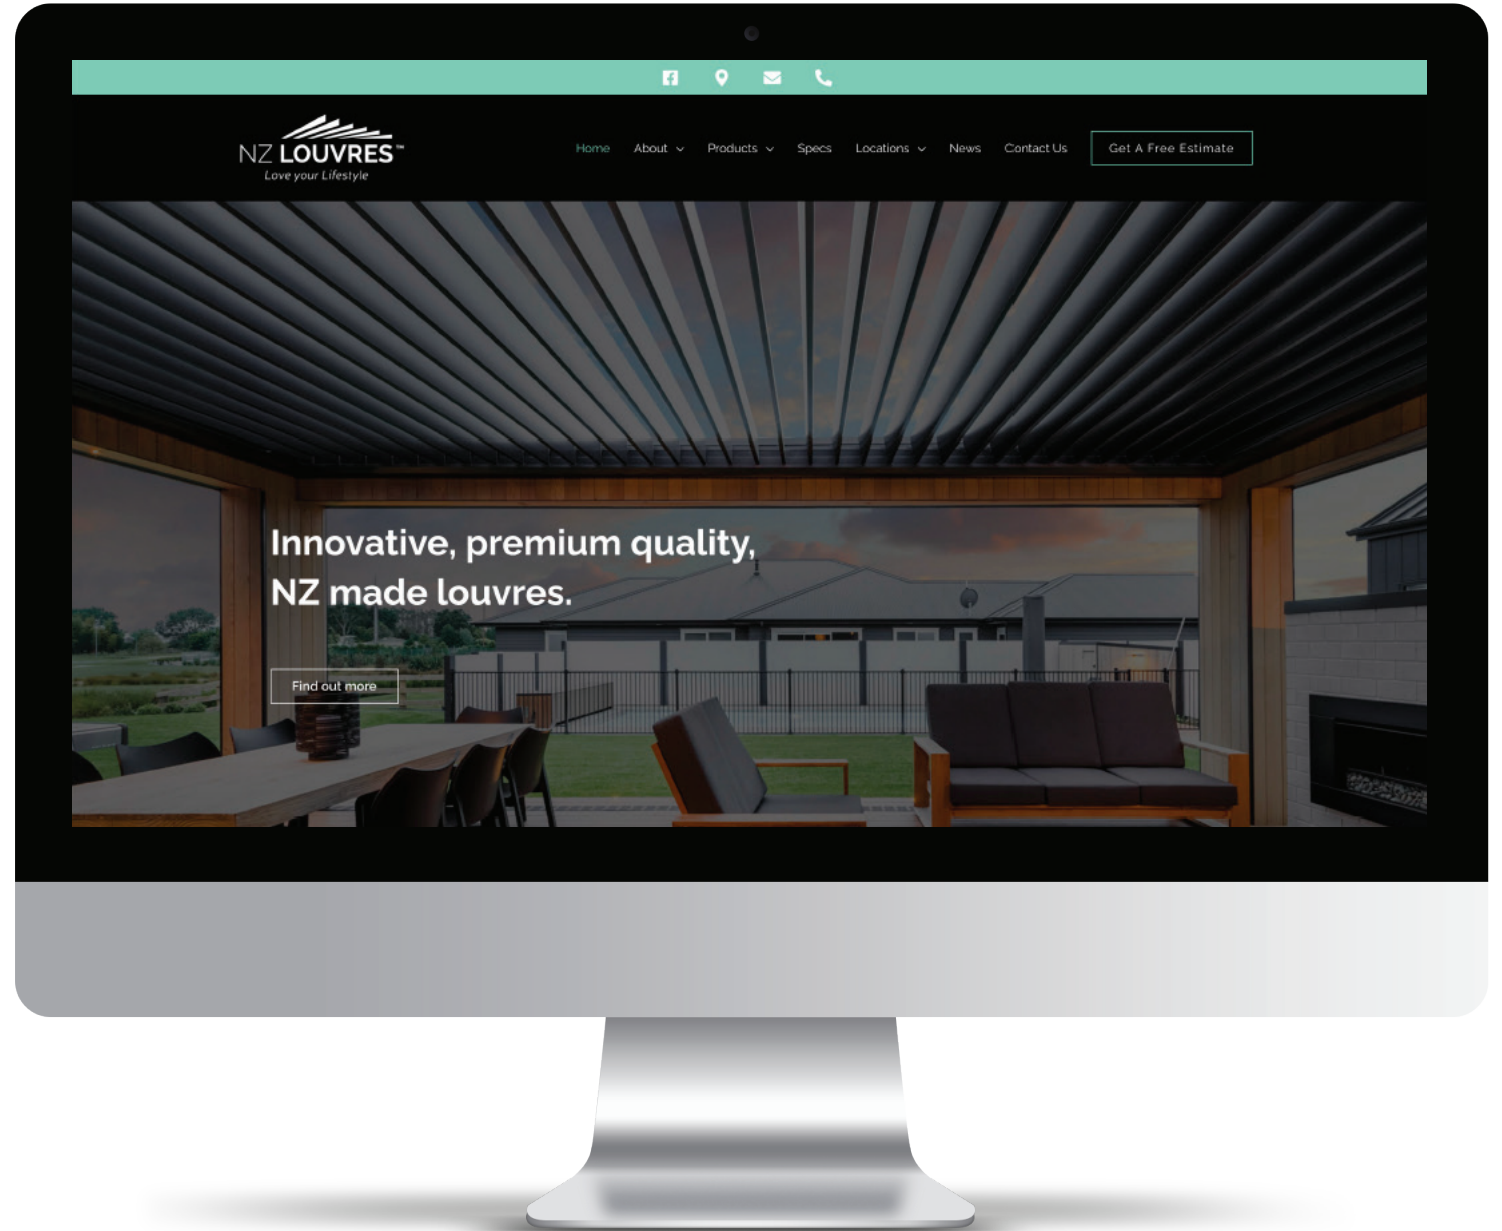 NZ LOUVRES™
Love your Lifestyle
Home About Products Specs Locations News Contact Us Get A Free Estimate
Innovative, premium quality,
NZ made louvres.
Find out more